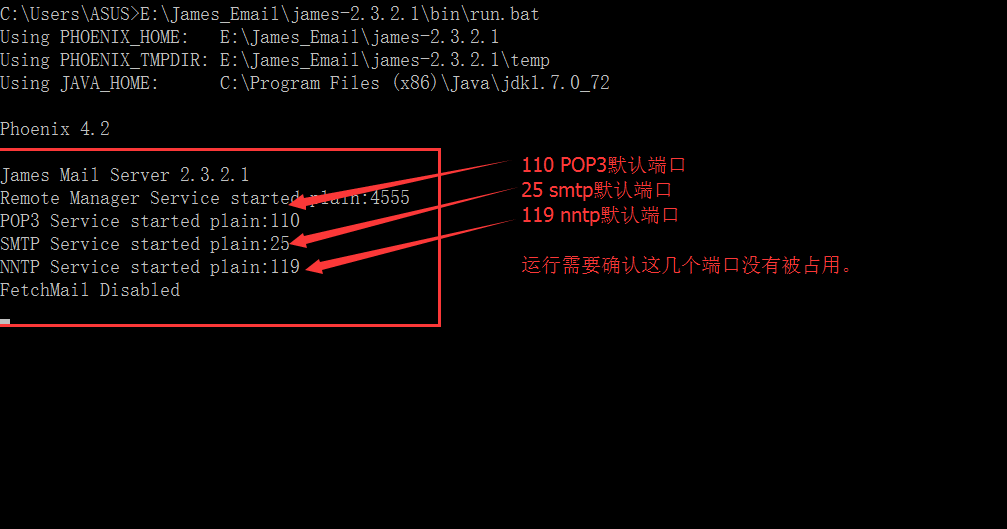 C:\Users\ASUS>E:\James_Email\james-2.3.2.1\bin\run.bat
Using PHOENIX_HOME:   E:\James_Email\james-2.3.2.1
Using PHOENIX_TMPDIR: E:\James_Email\james-2.3.2.1\temp
Using JAVA_HOME:      C:\Program Files (x86)\Java\jdk1.7.0_72
Phoenix 4.2
James Mail Server 2.3.2.1
Remote Manager Service started plain:4555
POP3 Service started plain:110
SMTP Service started plain:25
NNTP Service started plain:119
FetchMail Disabled
110 POP3默认端口
25 smtp默认端口
119 nntp默认端口
运行需要确认这几个端口没有被占用。